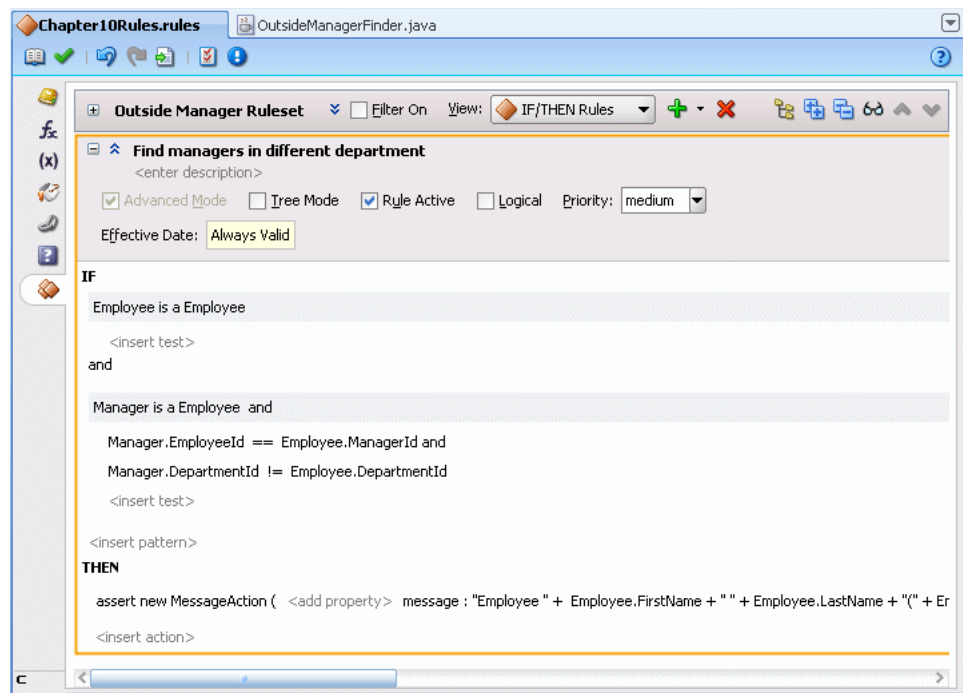 Chapter10Rules.rules OutsideManagerFinder.java
Outside Manager Ruleset Filter On View: IF/THEN Rules
fx
(x)
Find managers in different department
<enter description>
Advanced Mode Tree Mode Rule Active Logical Priority: medium
Effective Date: Always Valid
IF
Employee is a Employee
<insert test>
and
Manager is a Employee and
Manager.EmployeeId == Employee.ManagerId and
Manager.DepartmentId != Employee.DepartmentId
<insert test>
<insert pattern>
THEN
assert new MessageAction ( <add property> message : "Employee " + Employee.FirstName + " " + Employee.LastName + "(" + Er
<insert action>